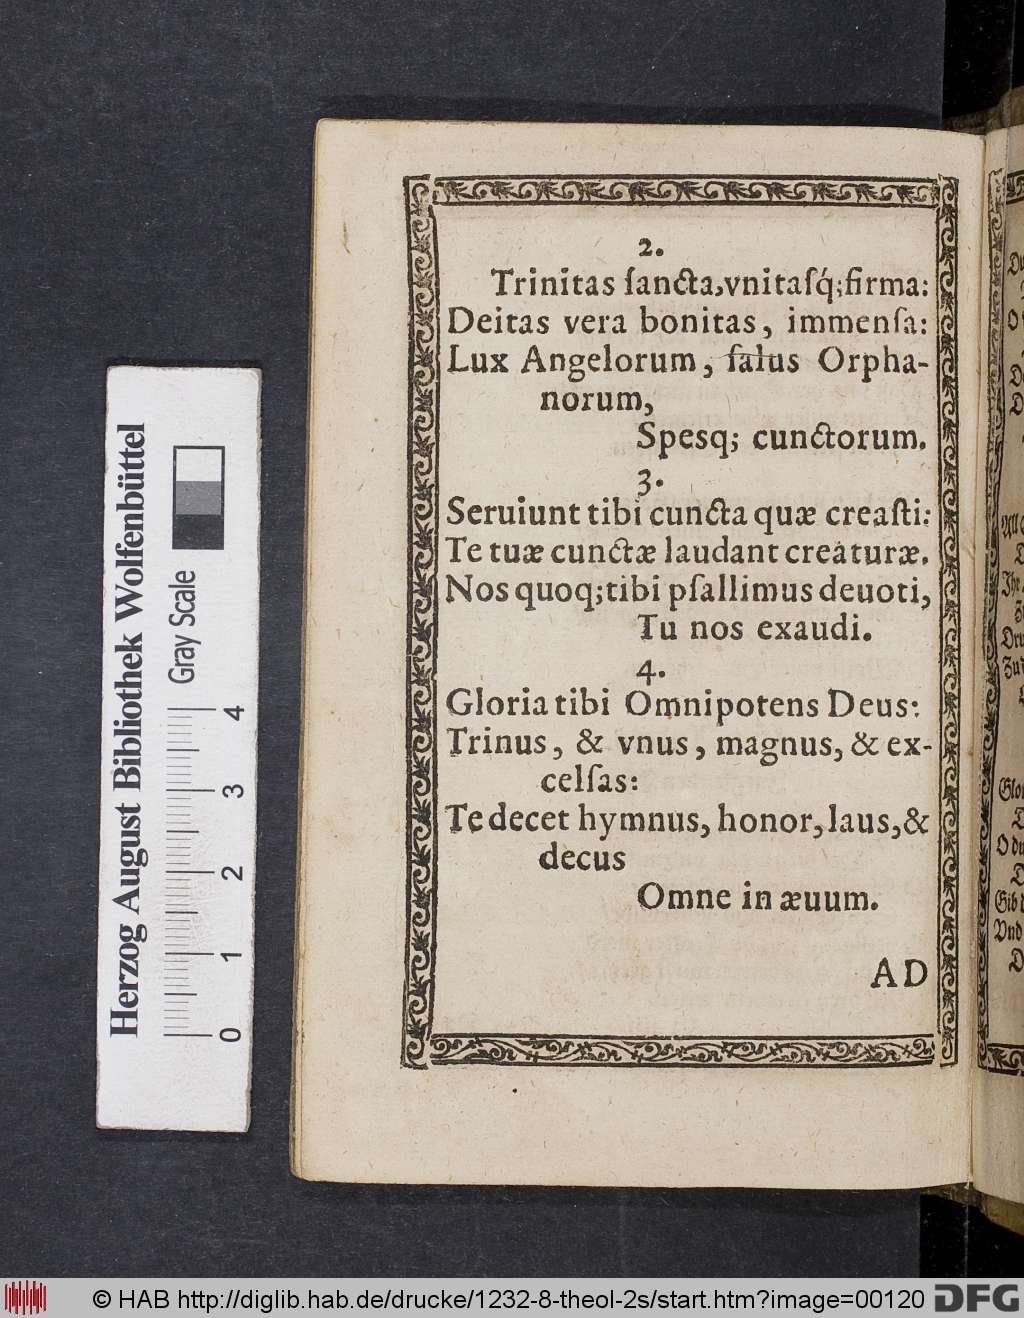 2.
Trinitas ſancta,vnitaſq́;firma:
Deitas vera bonitas, immenſa:
Lux Angelorum, ſalus Orpha-
norum,
Spesq; cunctorum.
3.
Seruiunt tibi cuncta quæ creaſti:
Te tuæ cunctæ laudant creaturæ.
Nos quoq;tibi pſallimus deuoti,
Tu nos exaudi.
4.
Gloria tibi Omnipotens Deus:
Trinus, & vnus, magnus, & ex-
celſas:
Te decet hymnus, honor, laus, &
decus
Omne in æuum.
AD
Herzog August Bibliothek Wolfenbüttel
Gray Scale
0 1 2 3 4
© HAB http://diglib.hab.de/drucke/1232-8-theol-2s/start.htm?image=00120
DFG